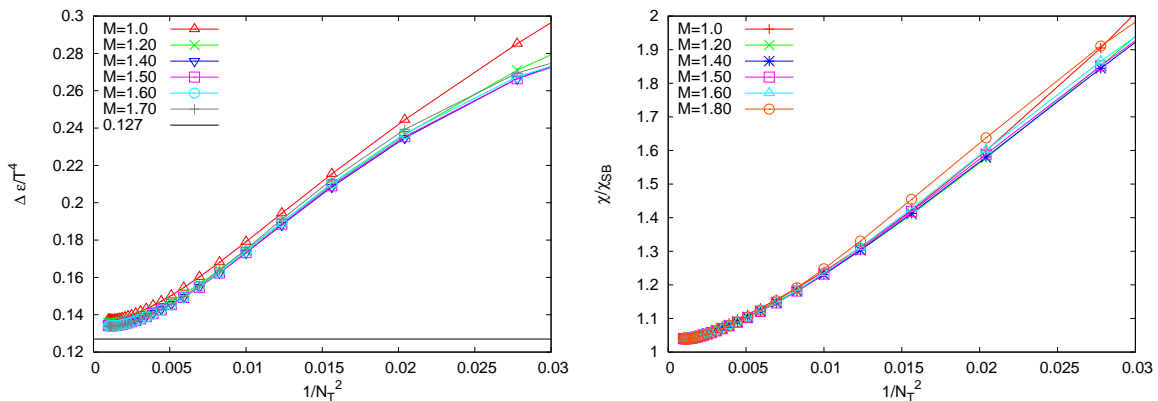 0.3
0.28
0.26
0.24
0.22
0.2
0.18
0.16
0.14
0.12
Δ ε/T^4
M=1.0
M=1.20
M=1.40
M=1.50
M=1.60
M=1.70
0.127
0 0.005 0.01 0.015 0.02 0.025 0.03
1/N_T^2
2
1.9
1.8
1.7
1.6
1.5
1.4
1.3
1.2
1.1
1
χ/χ_SB
M=1.0
M=1.20
M=1.40
M=1.50
M=1.60
M=1.80
0 0.005 0.01 0.015 0.02 0.025 0.03
1/N_T^2